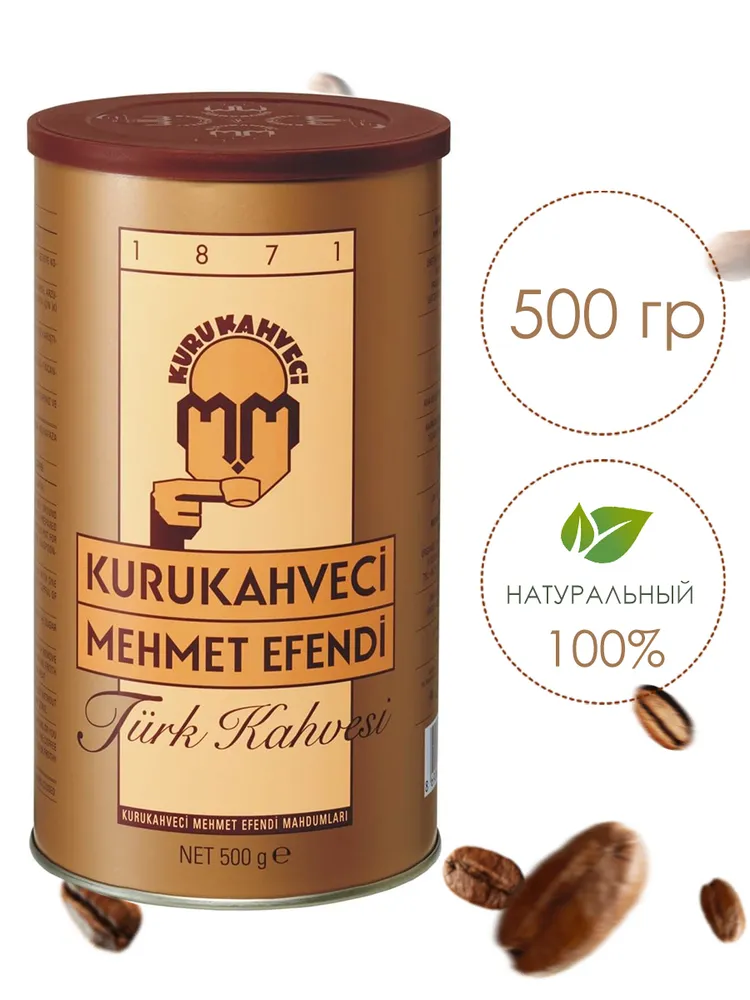 1 8 7 1
KURUKAHVECİ
MM
KURUKAHVECİ
MEHMET EFENDİ
Türk Kahvesi
KURUKAHVECİ MEHMET EFENDİ MAHDUMLARI
NET 500 g ℮
500 гр
НАТУРАЛЬНЫЙ
100%